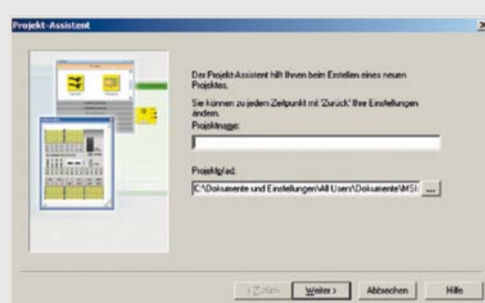 Projekt-Assistent
Der Projekt-Assistent hilft Ihnen beim Erstellen eines neuen
Projektes.
Sie können zu jedem Zeitpunkt mit 'Zurück' Ihre Einstellungen
ändern.
Projektname:
Projektpfad:
C:\Dokumente und Einstellungen\All Users\Dokumente\MSI\
...
< Zurück
Weiter >
Abbrechen
Hilfe